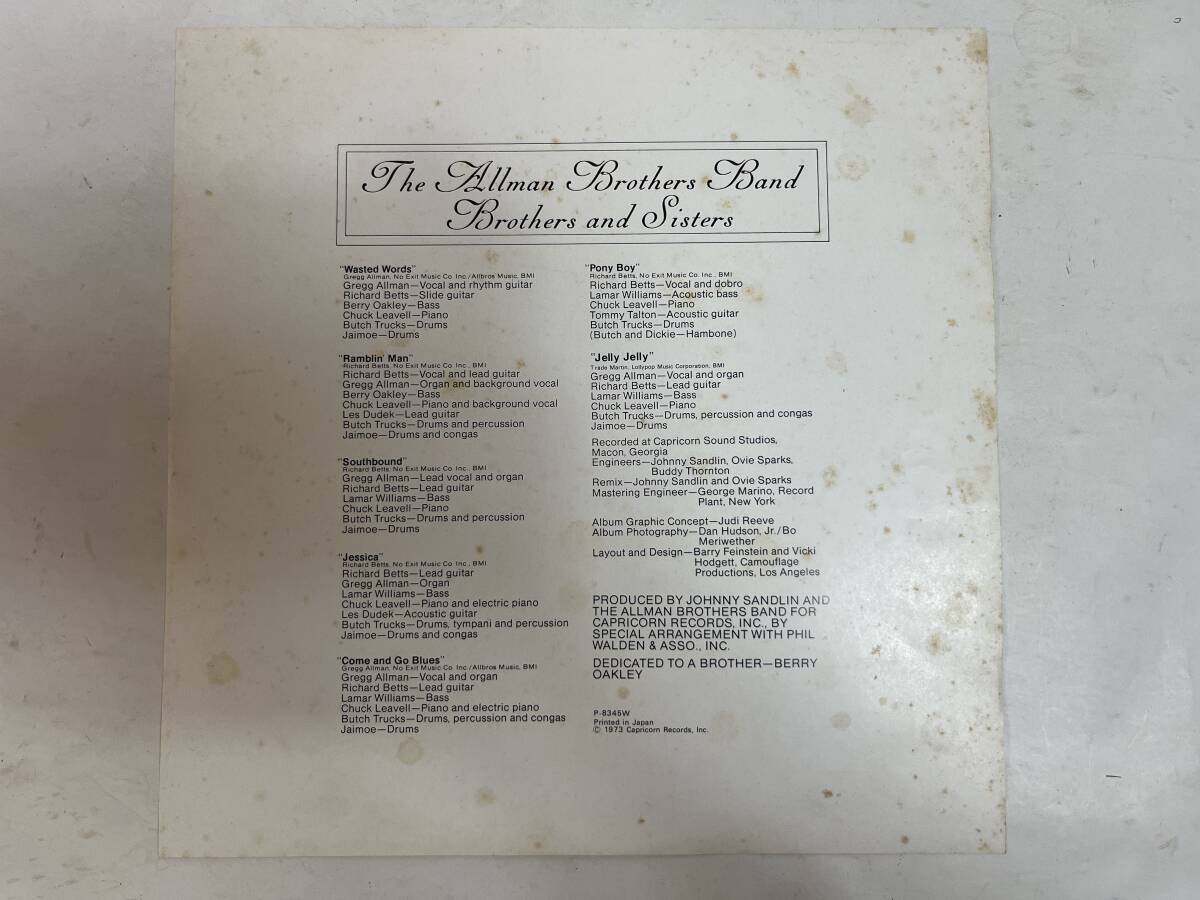 The Allman Brothers Band
Brothers and Sisters
"Wasted Words"
Gregg Allman, No Exit Music Co. Inc./Allbros Music, BMI
Gregg Allman—Vocal and rhythm guitar
Richard Betts—Slide guitar
Berry Oakley—Bass
Chuck Leavell—Piano
Butch Trucks—Drums
Jaimoe—Drums
"Ramblin' Man"
Richard Betts, No Exit Music Co. Inc., BMI
Richard Betts—Vocal and lead guitar
Gregg Allman—Organ and background vocal
Berry Oakley—Bass
Chuck Leavell—Piano and background vocal
Les Dudek—Lead guitar
Butch Trucks—Drums and percussion
Jaimoe—Drums and congas
"Southbound"
Richard Betts, No Exit Music Co. Inc., BMI
Gregg Allman—Lead vocal and organ
Richard Betts—Lead guitar
Lamar Williams—Bass
Chuck Leavell—Piano
Butch Trucks—Drums and percussion
Jaimoe—Drums
"Jessica"
Richard Betts, No Exit Music Co. Inc., BMI
Richard Betts—Lead guitar
Gregg Allman—Organ
Lamar Williams—Bass
Chuck Leavell—Piano and electric piano
Les Dudek—Acoustic guitar
Butch Trucks—Drums, tympani and percussion
Jaimoe—Drums and congas
"Come and Go Blues"
Gregg Allman, No Exit Music Co. Inc./Allbros Music, BMI
Gregg Allman—Vocal and organ
Richard Betts—Lead guitar
Lamar Williams—Bass
Chuck Leavell—Piano and electric piano
Butch Trucks—Drums, percussion and congas
Jaimoe—Drums
"Pony Boy"
Richard Betts, No Exit Music Co. Inc., BMI
Richard Betts—Vocal and dobro
Lamar Williams—Acoustic bass
Chuck Leavell—Piano
Tommy Talton—Acoustic guitar
Butch Trucks—Drums
(Butch and Dickie—Hambone)
"Jelly Jelly"
Trade Martin, Lollypop Music Corporation, BMI
Gregg Allman—Vocal and organ
Richard Betts—Lead guitar
Lamar Williams—Bass
Chuck Leavell—Piano
Butch Trucks—Drums, percussion and congas
Jaimoe—Drums
Recorded at Capricorn Sound Studios,
Macon, Georgia
Engineers—Johnny Sandlin, Ovie Sparks,
Buddy Thornton
Remix—Johnny Sandlin and Ovie Sparks
Mastering Engineer—George Marino, Record
Plant, New York
Album Graphic Concept—Judi Reeve
Album Photography—Dan Hudson, Jr./Bo
Meriwether
Layout and Design—Barry Feinstein and Vicki
Hodgett, Camouflage
Productions, Los Angeles
PRODUCED BY JOHNNY SANDLIN AND
THE ALLMAN BROTHERS BAND FOR
CAPRICORN RECORDS, INC., BY
SPECIAL ARRANGEMENT WITH PHIL
WALDEN & ASSO., INC.
DEDICATED TO A BROTHER—BERRY
OAKLEY
P-8345W
Printed in Japan
© 1973 Capricorn Records, Inc.